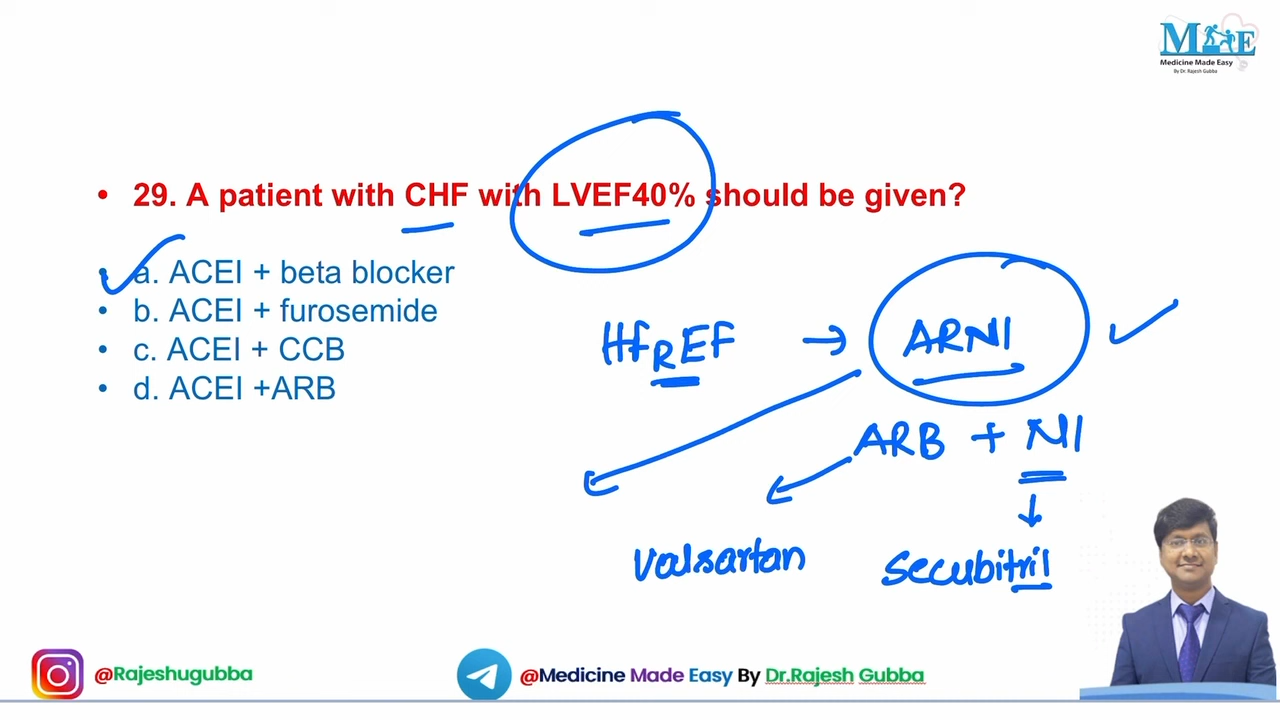 M E
Medicine Made Easy
By Dr. Rajesh Gubba
• 29. A patient with CHF with LVEF40% should be given?
• a. ACEI + beta blocker
• b. ACEI + furosemide
• c. ACEI + CCB
• d. ACEI +ARB
HfREF → ARNI
ARB + NI
Valsartan
Secubitril
@Rajeshugubba
@Medicine Made Easy By Dr.Rajesh Gubba